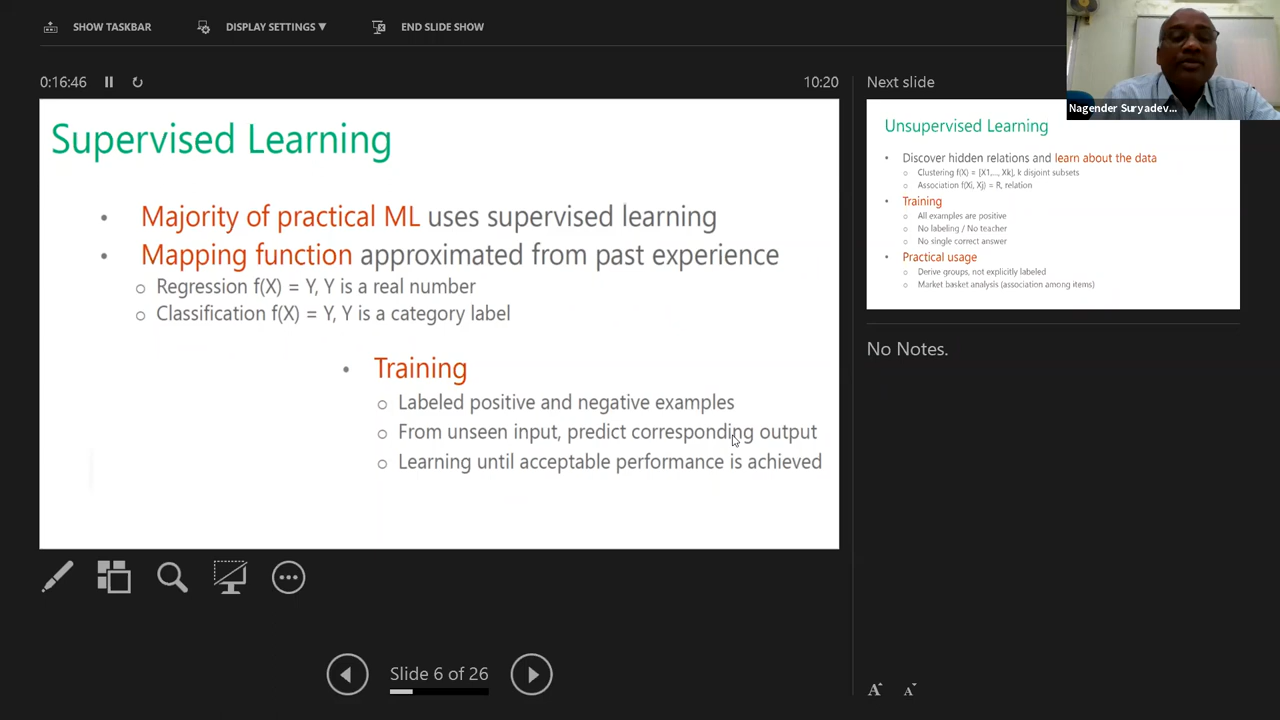 SHOW TASKBAR DISPLAY SETTINGS ▼ END SLIDE SHOW
0:16:46 10:20
Supervised Learning
• Majority of practical ML uses supervised learning
• Mapping function approximated from past experience
○ Regression f(X) = Y, Y is a real number
○ Classification f(X) = Y, Y is a category label
• Training
○ Labeled positive and negative examples
○ From unseen input, predict corresponding output
○ Learning until acceptable performance is achieved
Slide 6 of 26
Next slide
Nagender Suryadev...
Unsupervised Learning
• Discover hidden relations and learn about the data
○ Clustering f(X) = [X1,..., Xk], k disjoint subsets
○ Association f(Xi, Xj) = R, relation
• Training
○ All examples are positive
○ No labeling / No teacher
○ No single correct answer
• Practical usage
○ Derive groups, not explicitly labeled
○ Market basket analysis (association among items)
No Notes.
A A